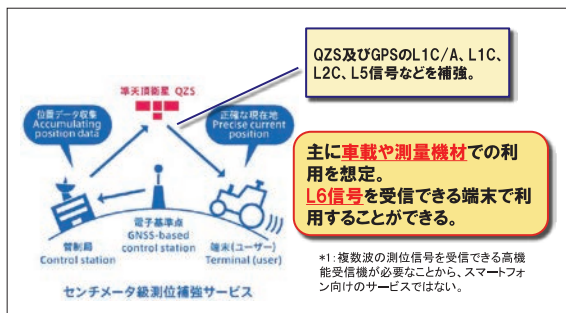 QZS及びGPSのL1C/A、L1C、
L2C、L5信号などを補強。
準天頂衛星 QZS
位置データ収集
Accumulating
position data
正確な現在地
Precise current
position
主に車載や測量機材での利
用を想定。
L6信号を受信できる端末で利
用することができる。
電子基準点
GNSS-based
control station
管制局
Control station
端末(ユーザー)
Terminal (user)
*1:複数波の測位信号を受信できる高機
能受信機が必要なことから、スマートフォ
ン向けのサービスではない。
センチメータ級測位補強サービス